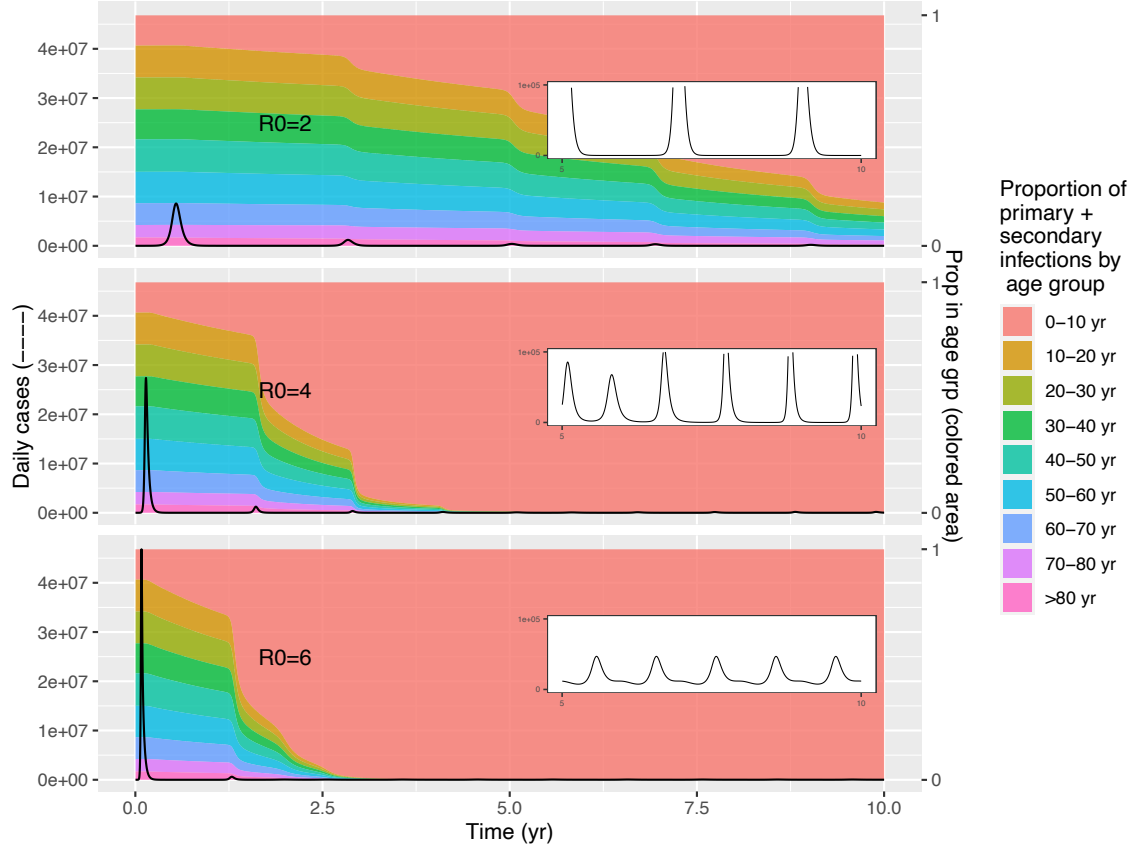 4e+07
3e+07
2e+07
1e+07
0e+00
R0=2
1e+05
0
5
10
1
0
4e+07
3e+07
2e+07
1e+07
0e+00
R0=4
1e+05
0
5
10
1
0
4e+07
3e+07
2e+07
1e+07
0e+00
R0=6
1e+05
0
5
10
1
0
0.0
2.5
5.0
7.5
10.0
Time (yr)
Daily cases (−−−−)
Prop in age grp (colored area)
Proportion of
primary +
secondary
infections by
age group
0−10 yr
10−20 yr
20−30 yr
30−40 yr
40−50 yr
50−60 yr
60−70 yr
70−80 yr
>80 yr